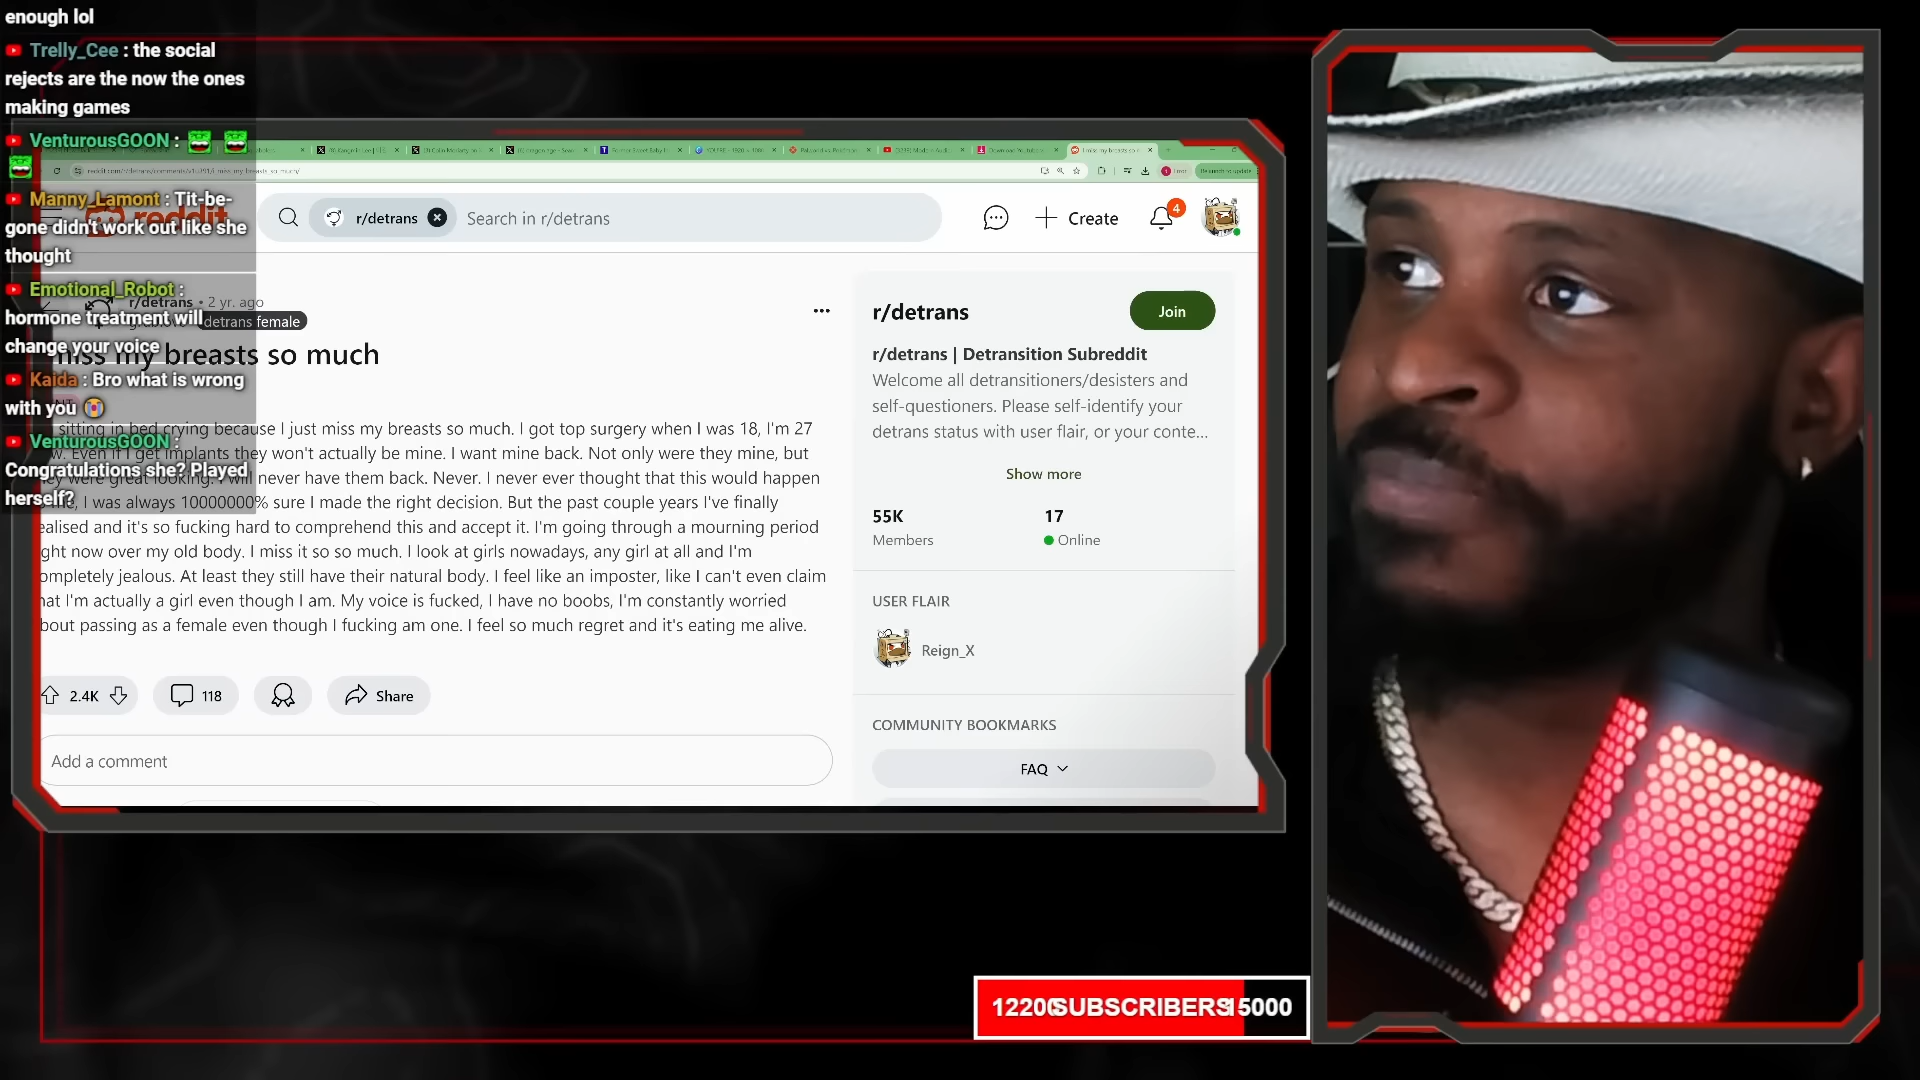 enough lol
Trelly_Cee : the social
rejects are the now the ones
making games
VenturousGOON :
Manny_Lamont : Tit-be-
gone didn't work out like she
thought
Emotional_Robot :
hormone treatment will
change your voice
Kaida : Bro what is wrong
with you
VenturousGOON :
Congratulations she? Played
herself?
reddit
r/detrans
Search in r/detrans
Create
4
r/detrans • 2 yr. ago
detrans female
miss my breasts so much
sitting in bed crying because I just miss my breasts so much. I got top surgery when I was 18, I'm 27
Even if I get implants they won't actually be mine. I want mine back. Not only were they mine, but
were great looking. I will never have them back. Never. I never ever thought that this would happen
I was always 10000000% sure I made the right decision. But the past couple years I've finally
ealised and it's so fucking hard to comprehend this and accept it. I'm going through a mourning period
ght now over my old body. I miss it so so much. I look at girls nowadays, any girl at all and I'm
ompletely jealous. At least they still have their natural body. I feel like an imposter, like I can't even claim
hat I'm actually a girl even though I am. My voice is fucked, I have no boobs, I'm constantly worried
bout passing as a female even though I fucking am one. I feel so much regret and it's eating me alive.
2.4K
118
Share
Add a comment
r/detrans
Join
r/detrans | Detransition Subreddit
Welcome all detransitioners/desisters and
self-questioners. Please self-identify your
detrans status with user flair, or your conte...
Show more
55K
17
Members
Online
USER FLAIR
Reign_X
COMMUNITY BOOKMARKS
FAQ
12200
SUBSCRIBERS
15000